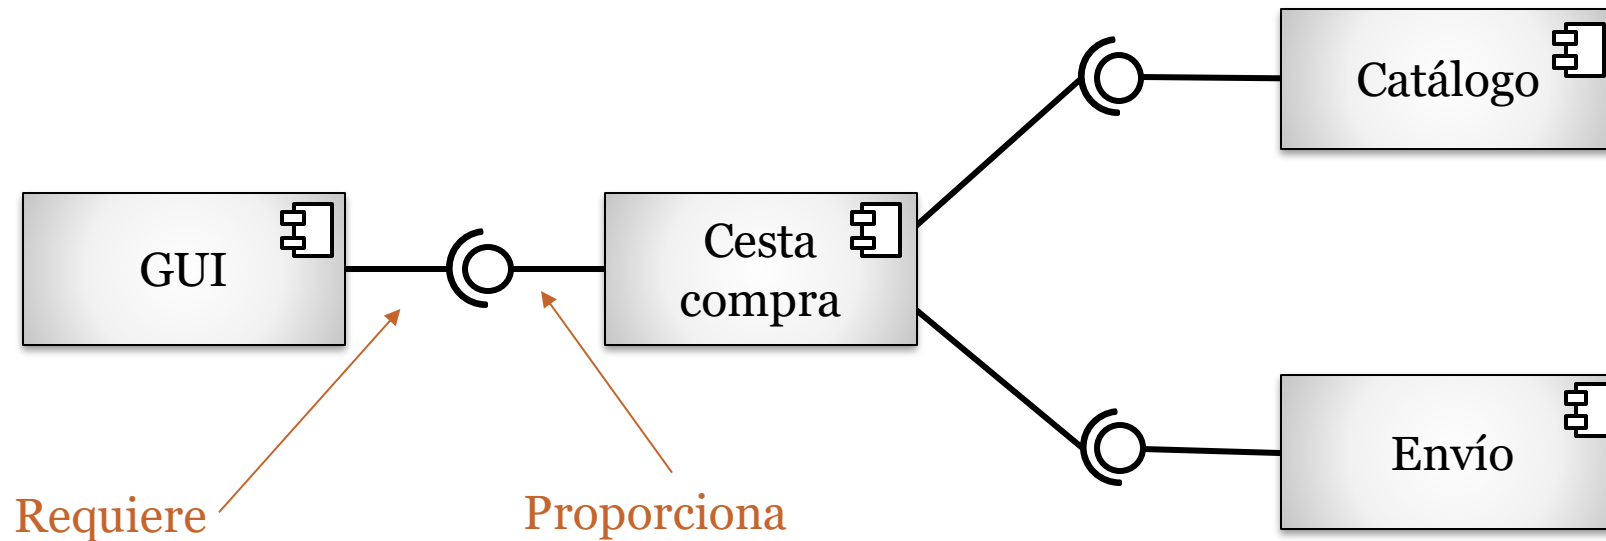 Catálogo
GUI
Cesta
compra
Envío
Requiere
Proporciona